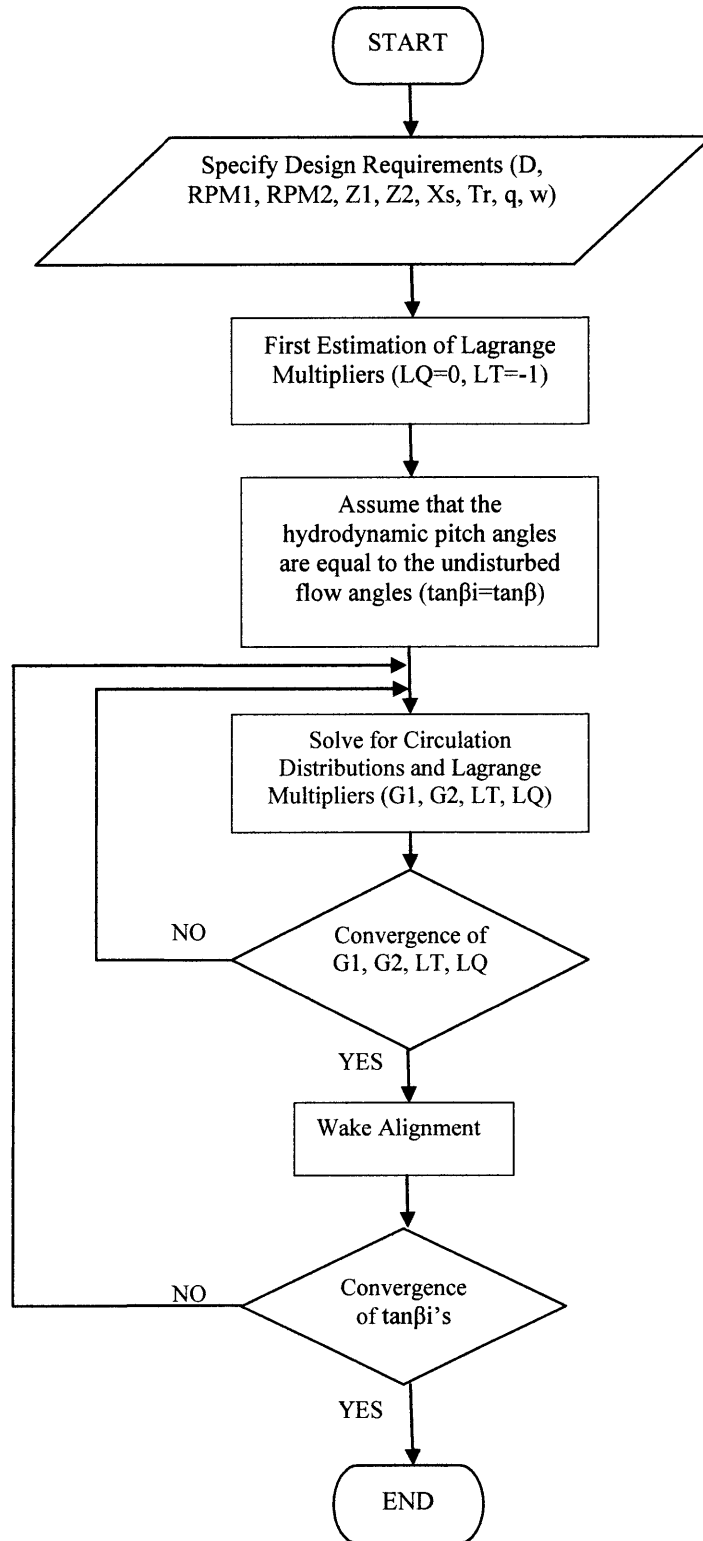 START
Specify Design Requirements (D,
RPM1, RPM2, Z1, Z2, Xs, Tr, q, w)
First Estimation of Lagrange
Multipliers (LQ=0, LT=-1)
Assume that the
hydrodynamic pitch angles
are equal to the undisturbed
flow angles (tanβi=tanβ)
Solve for Circulation
Distributions and Lagrange
Multipliers (G1, G2, LT, LQ)
NO
Convergence of
G1, G2, LT, LQ
YES
Wake Alignment
NO
Convergence
of tanβi's
YES
END